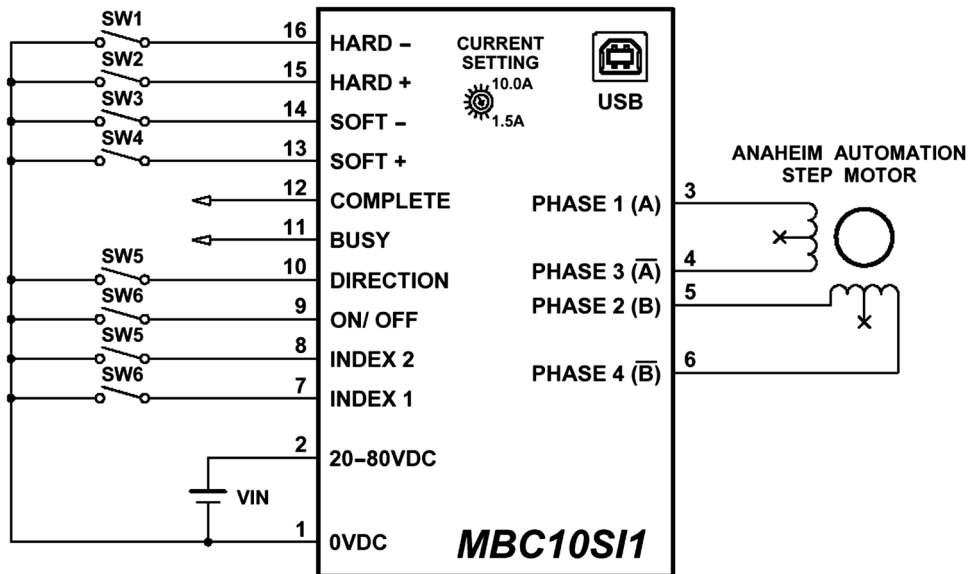 SW1
16
HARD –
SW2
15
HARD +
SW3
14
SOFT –
SW4
13
SOFT +
12
COMPLETE
11
BUSY
SW5
10
DIRECTION
SW6
9
ON/ OFF
SW5
8
INDEX 2
SW6
7
INDEX 1
2
20–80VDC
VIN
1
0VDC
CURRENT
SETTING
10.0A
1.5A
USB
PHASE 1 (A)
3
PHASE 3 (A̅)
4
PHASE 2 (B)
5
PHASE 4 (B̅)
6
ANAHEIM AUTOMATION
STEP MOTOR
MBC10SI1